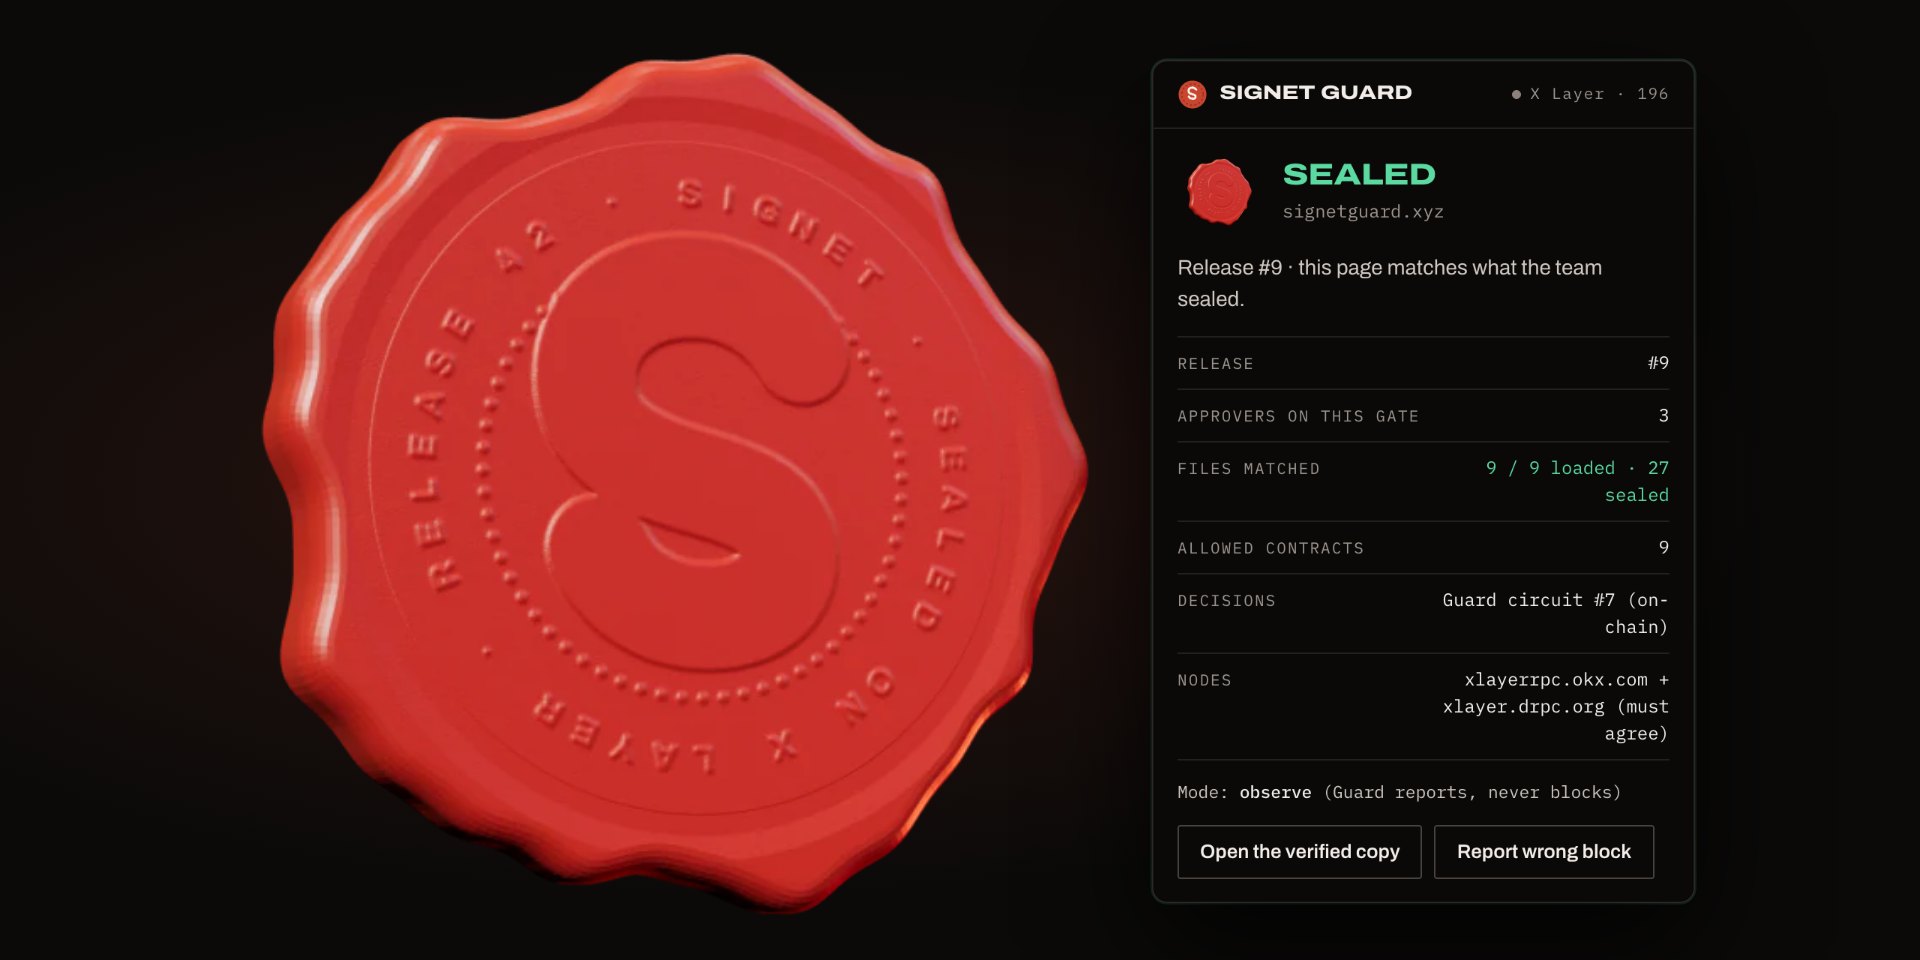 SIGNET · SEALED ON X LAYER · RELEASE 42 ·
S
S SIGNET GUARD
● X Layer · 196
SEALED
signetguard.xyz
Release #9 · this page matches what the team
sealed.
RELEASE #9
APPROVERS ON THIS GATE 3
FILES MATCHED 9 / 9 loaded · 27
sealed
ALLOWED CONTRACTS 9
DECISIONS Guard circuit #7 (on-
chain)
NODES xlayerrpc.okx.com +
xlayer.drpc.org (must
agree)
Mode: observe (Guard reports, never blocks)
Open the verified copy
Report wrong block